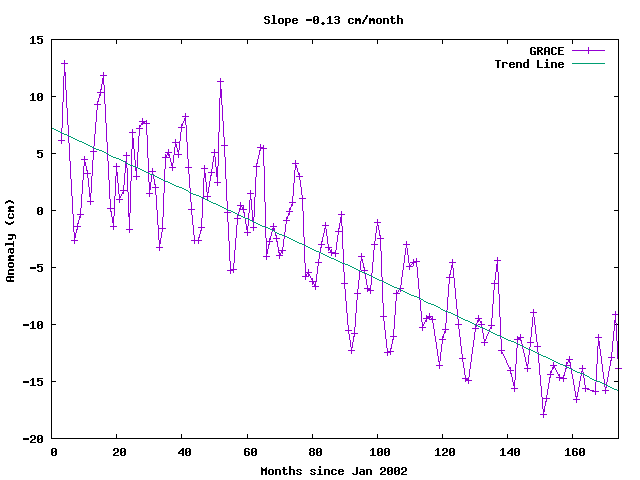 Slope -0.13 cm/month
GRACE
Trend Line
15
10
5
0
-5
-10
-15
-20
Anomaly (cm)
0 20 40 60 80 100 120 140 160
Months since Jan 2002